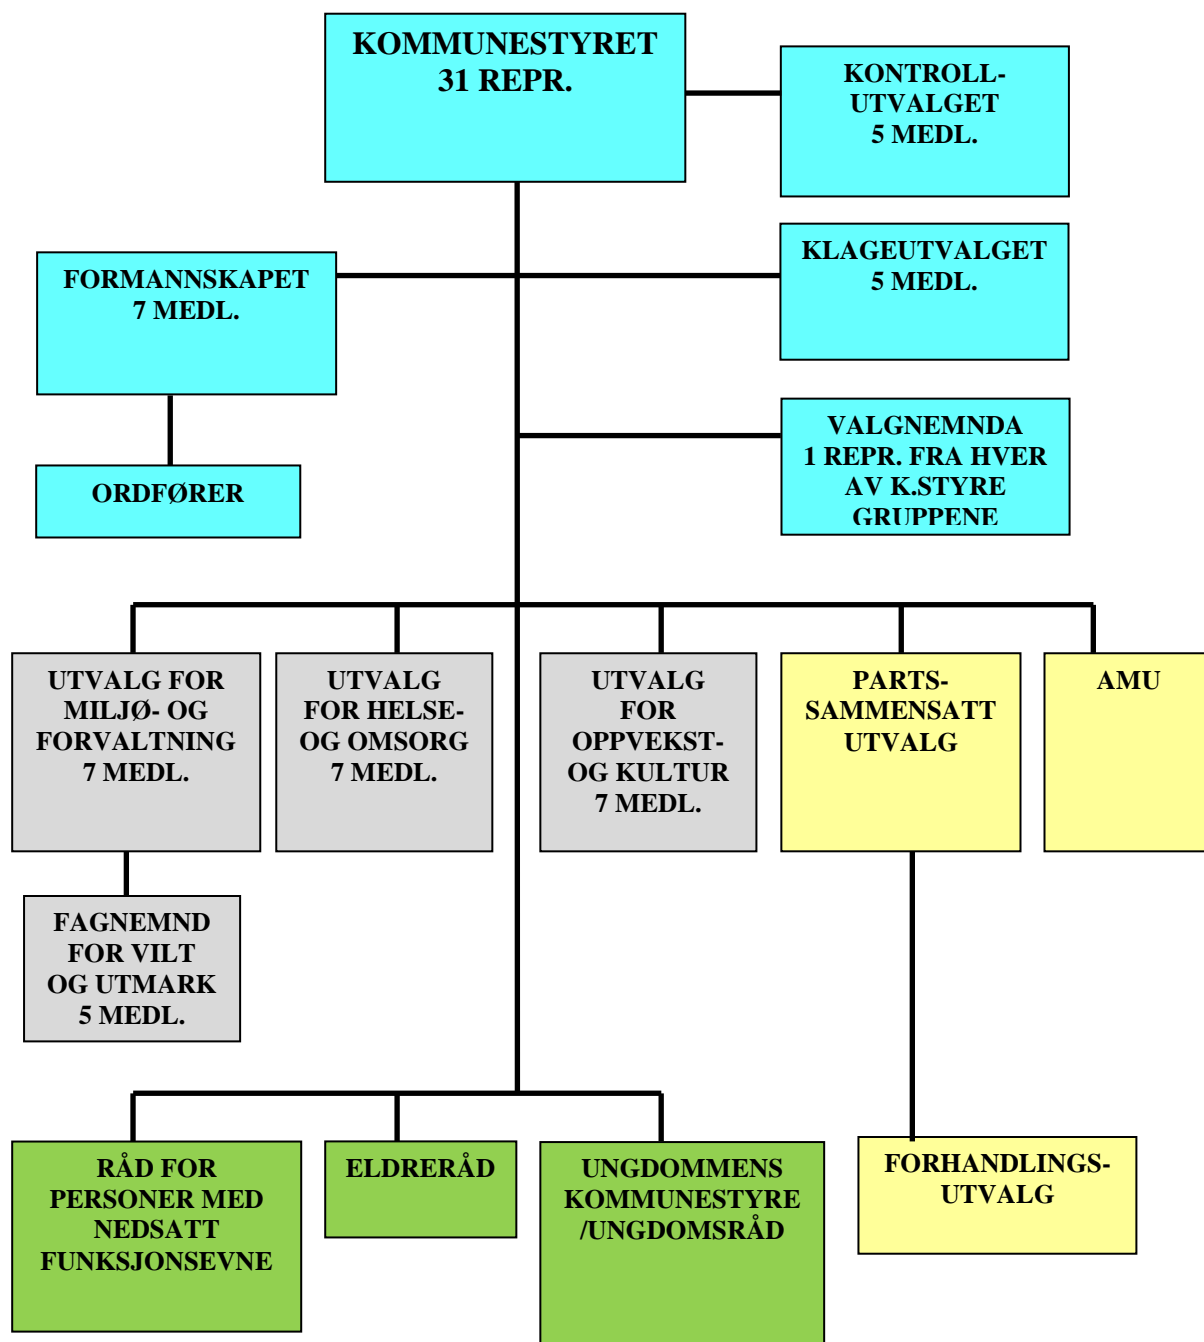 KOMMUNESTYRET
31 REPR.
KONTROLL-
UTVALGET
5 MEDL.
FORMANNSKAPET
7 MEDL.
KLAGEUTVALGET
5 MEDL.
ORDFØRER
VALGNEMNDA
1 REPR. FRA HVER
AV K.STYRE
GRUPPENE
UTVALG FOR
MILJØ- OG
FORVALTNING
7 MEDL.
UTVALG
FOR HELSE-
OG OMSORG
7 MEDL.
UTVALG
FOR
OPPVEKST-
OG KULTUR
7 MEDL.
PARTS-
SAMMENSATT
UTVALG
AMU
FAGNEMND
FOR VILT
OG UTMARK
5 MEDL.
RÅD FOR
PERSONER MED
NEDSATT
FUNKSJONSEVNE
ELDRERÅD
UNGDOMMENS
KOMMUNESTYRE
/UNGDOMSRÅD
FORHANDLINGS-
UTVALG